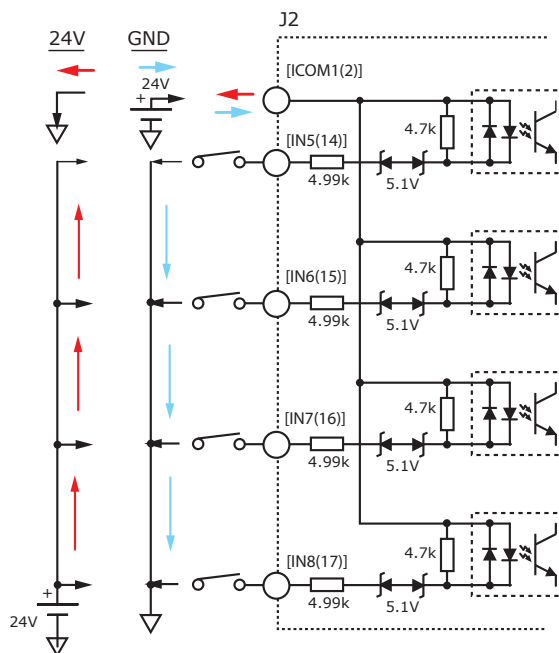 J2
24V GND
+ 24V
[ICOM1(2)]
4.7k
[IN5(14)]
4.99k 5.1V
4.7k
[IN6(15)]
4.99k 5.1V
4.7k
[IN7(16)]
4.99k 5.1V
4.7k
[IN8(17)]
4.99k 5.1V
+
24V